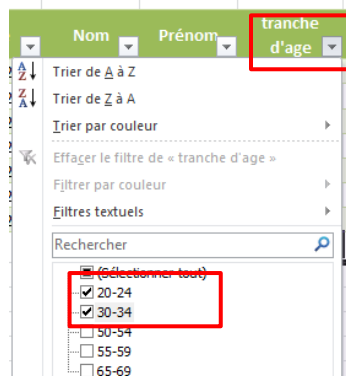 tranche
Nom Prénom d'age
Trier de A à Z
Trier de Z à A
Trier par couleur
Effacer le filtre de « tranche d'age »
Filtrer par couleur
Filtres textuels
Rechercher
(Sélectionner tout)
20-24
30-34
50-54
55-59
65-69